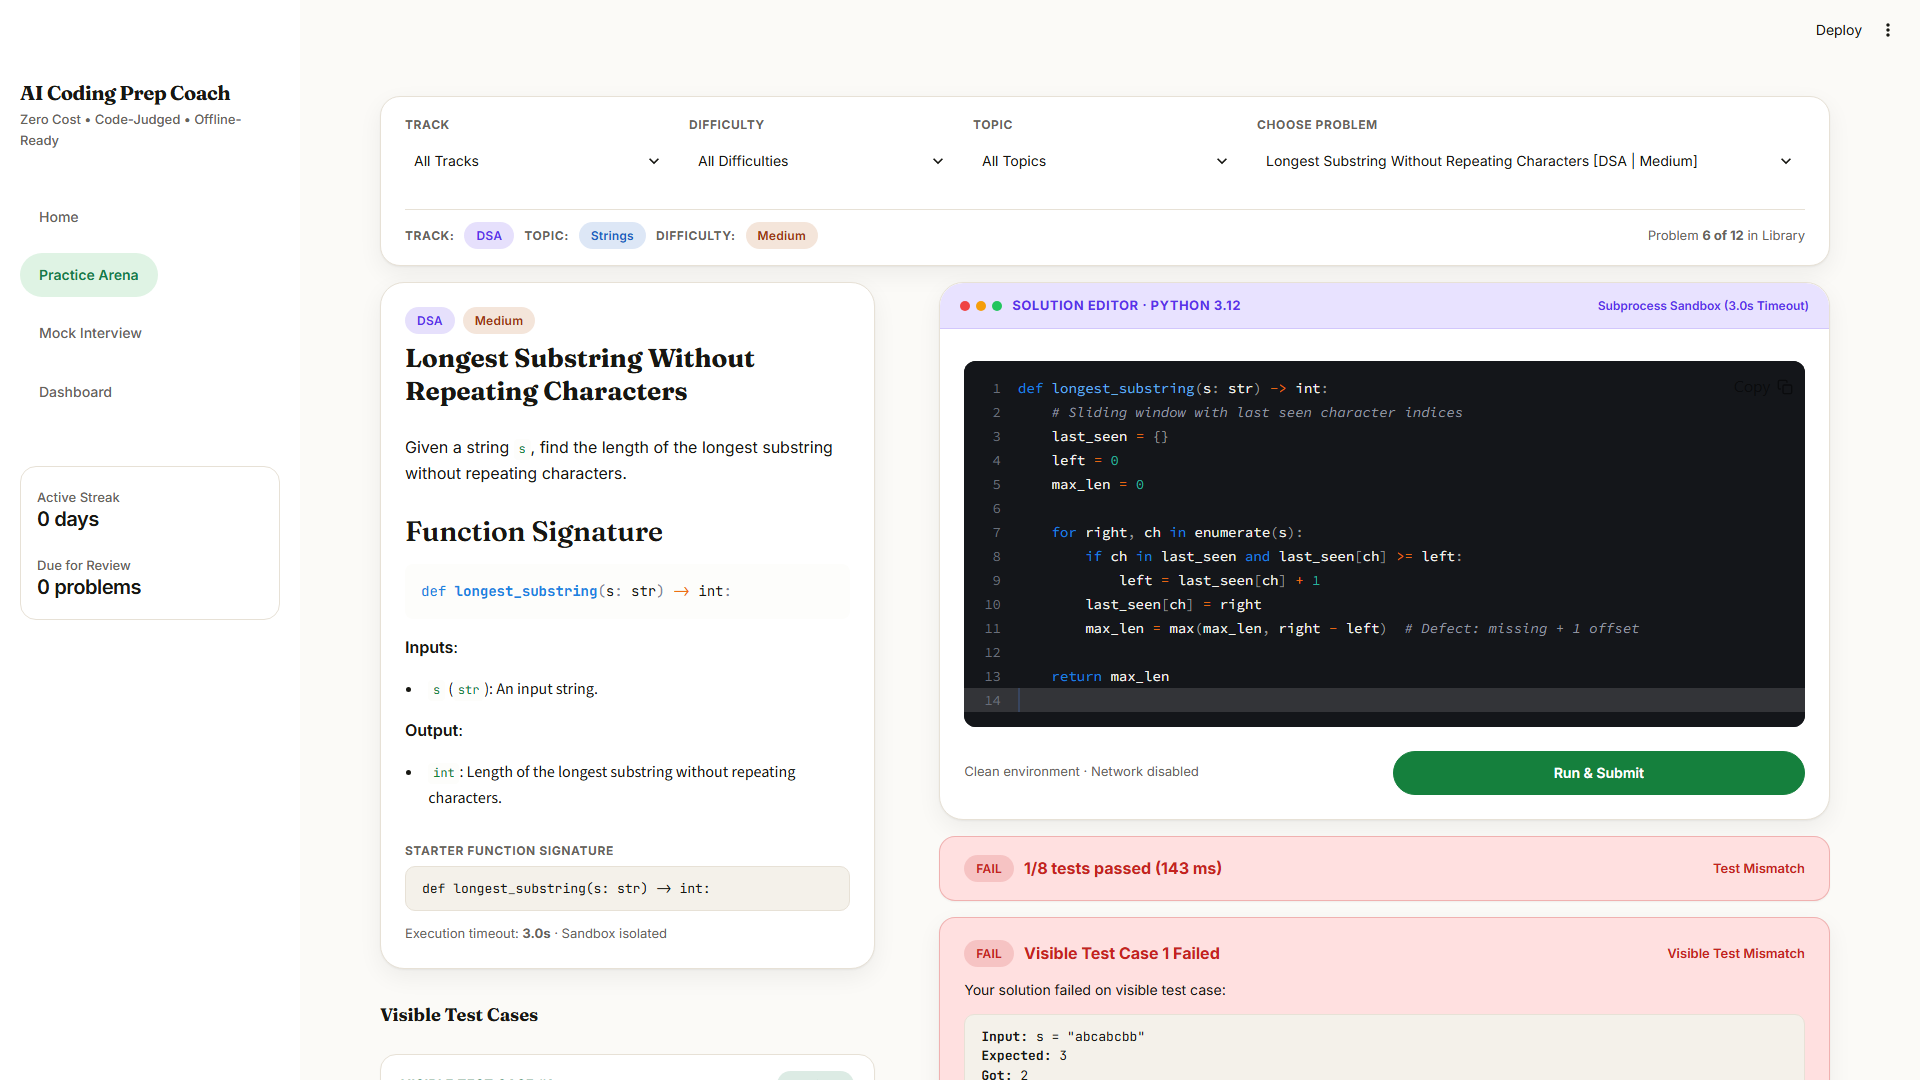 Deploy
AI Coding Prep Coach
Zero Cost • Code-Judged • Offline-
Ready
Home
Practice Arena
Mock Interview
Dashboard
Active Streak
0 days
Due for Review
0 problems
TRACK
DIFFICULTY
TOPIC
CHOOSE PROBLEM
All Tracks
All Difficulties
All Topics
Longest Substring Without Repeating Characters [DSA | Medium]
TRACK: DSA TOPIC: Strings DIFFICULTY: Medium
Problem 6 of 12 in Library
DSA Medium
Longest Substring Without
Repeating Characters
Given a string s, find the length of the longest substring
without repeating characters.
Function Signature
def longest_substring(s: str) -> int:
Inputs:
• s ( str ): An input string.
Output:
• int : Length of the longest substring without repeating
characters.
STARTER FUNCTION SIGNATURE
def longest_substring(s: str) -> int:
Execution timeout: 3.0s · Sandbox isolated
Visible Test Cases
SOLUTION EDITOR · PYTHON 3.12
Subprocess Sandbox (3.0s Timeout)
Copy
1 def longest_substring(s: str) -> int:
2     # Sliding window with last seen character indices
3     last_seen = {}
4     left = 0
5     max_len = 0
6
7     for right, ch in enumerate(s):
8         if ch in last_seen and last_seen[ch] >= left:
9             left = last_seen[ch] + 1
10         last_seen[ch] = right
11         max_len = max(max_len, right - left)  # Defect: missing + 1 offset
12
13     return max_len
14
Clean environment · Network disabled
Run & Submit
FAIL 1/8 tests passed (143 ms)
Test Mismatch
FAIL Visible Test Case 1 Failed
Visible Test Mismatch
Your solution failed on visible test case:
Input: s = "abcabcbb"
Expected: 3
Got: 2